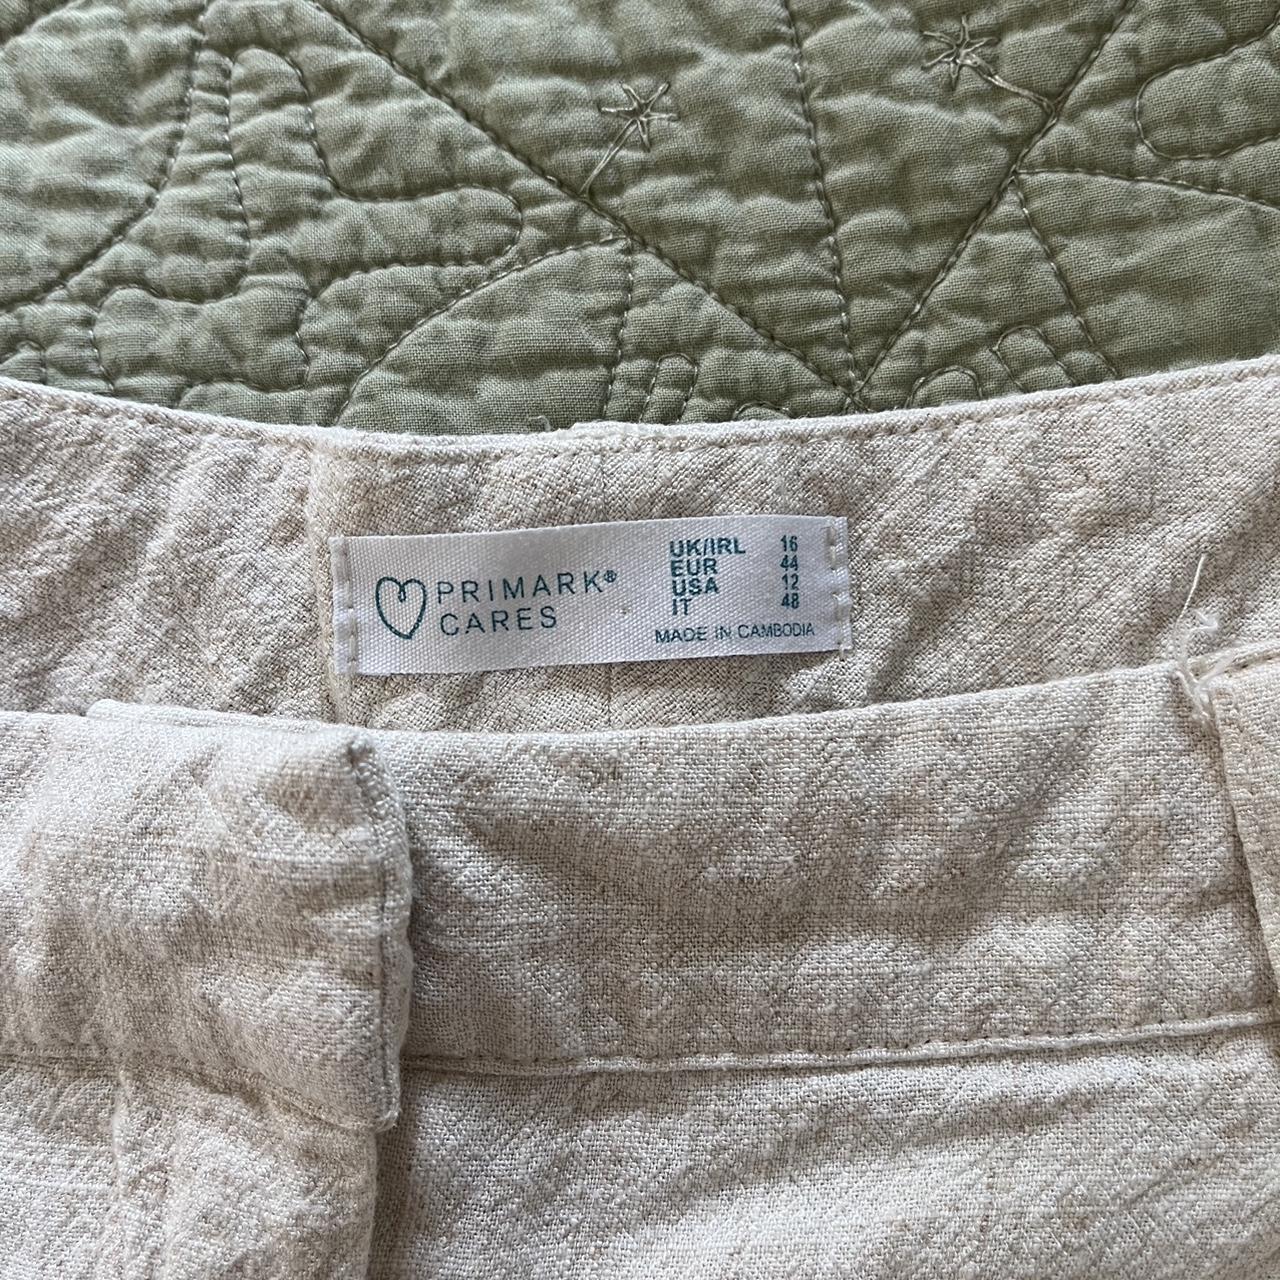 PRIMARK®
CARES
UK/IRL 16
EUR 44
USA 12
IT 48
MADE IN CAMBODIA